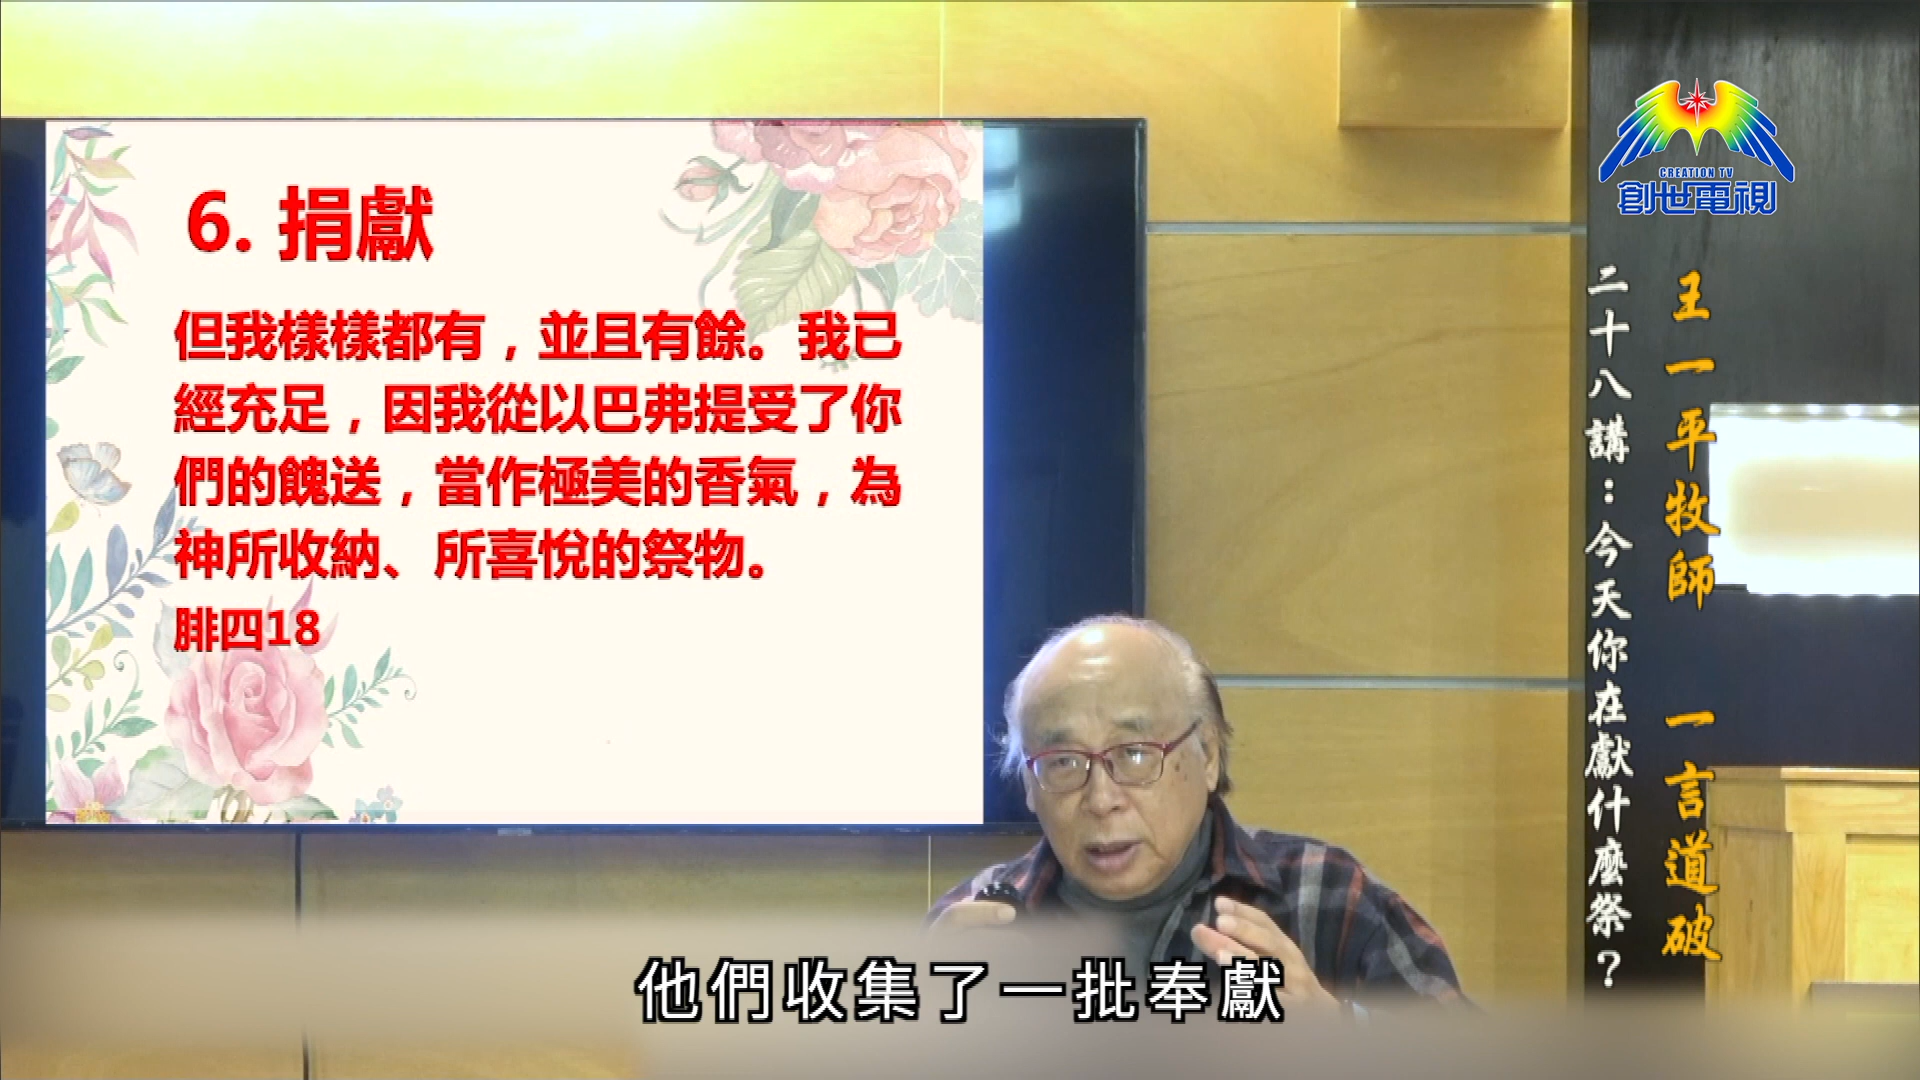 6. 捐獻
但我樣樣都有，並且有餘。我已
經充足，因我從以巴弗提受了你
們的餽送，當作極美的香氣，為
神所收納、所喜悅的祭物。
腓四18
CREATION TV
創世電視
王一平牧師 一言道破
二十八講：今天你在獻什麼祭？
他們收集了一批奉獻